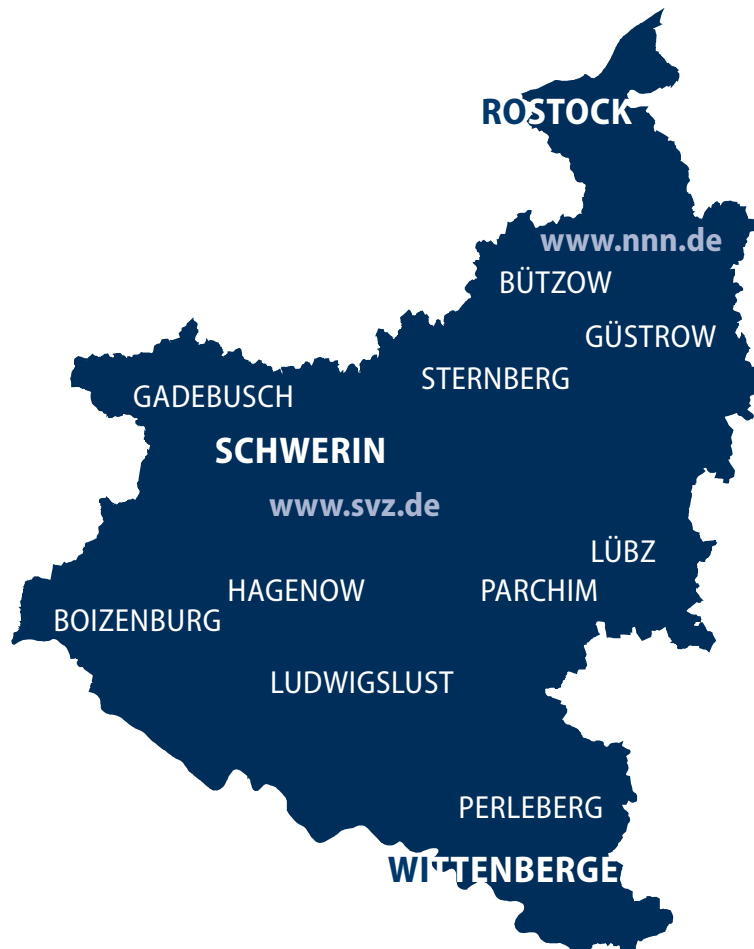 ROSTOCK
www.nnn.de
BÜTZOW
GÜSTROW
STERNBERG
GADEBUSCH
SCHWERIN
www.svz.de
LÜBZ
HAGENOW
PARCHIM
BOIZENBURG
LUDWIGSLUST
PERLEBERG
WITTENBERGE